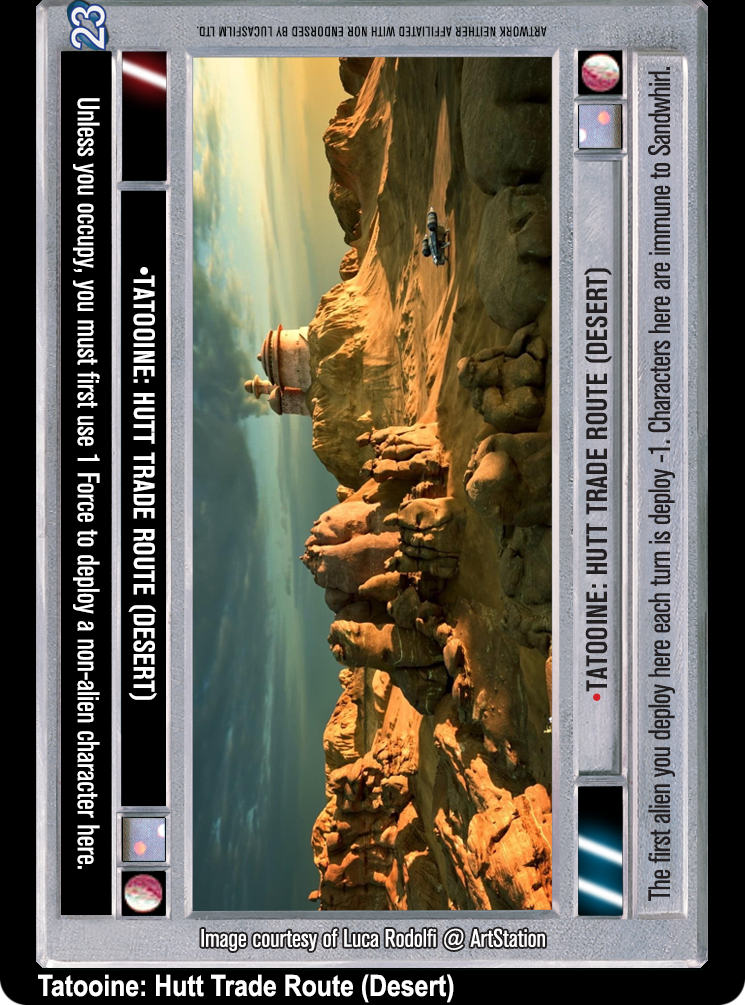 23
ARTWORK NEITHER AFFILIATED WITH NOR ENDORSED BY LUCASFILM LTD.
Unless you occupy, you must first use 1 Force to deploy a non-alien character here.
•TATOOINE: HUTT TRADE ROUTE (DESERT)
•TATOOINE: HUTT TRADE ROUTE (DESERT)
The first alien you deploy here each turn is deploy -1. Characters here are immune to Sandwhirl.
Image courtesy of Luca Rodolfi @ ArtStation
Tatooine: Hutt Trade Route (Desert)